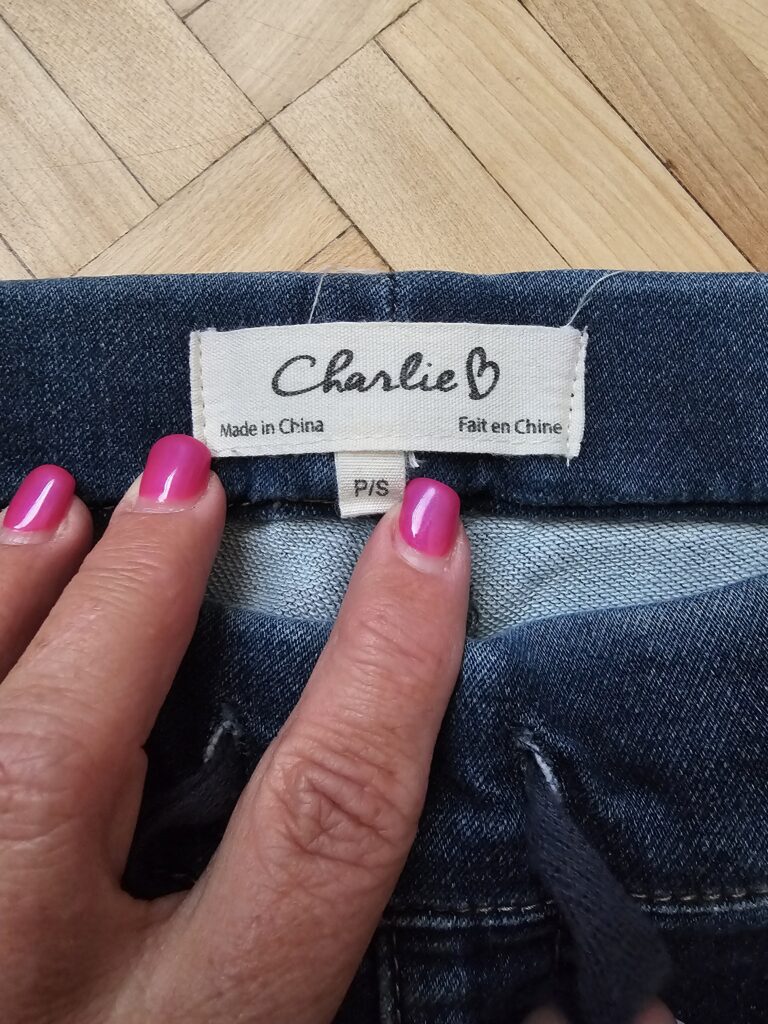 Charlie B
Made in China Fait en Chine
P/S